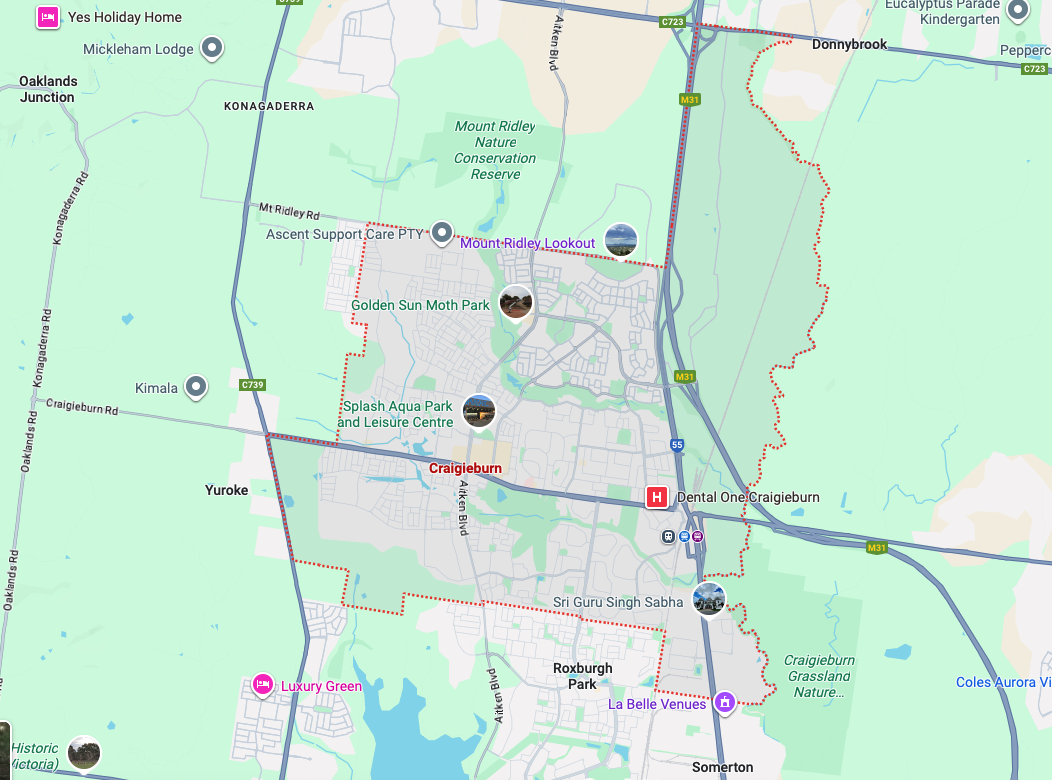 C739
Yes Holiday Home
Mickleham Lodge
Oaklands
Junction
KONAGADERRA
Aitken Blvd
C723
Eucalyptus Parade
Kindergarten
Donnybrook
C723
M31
Mount Ridley
Nature
Conservation
Reserve
Konagaderra Rd
Mt Ridley Rd
Ascent Support Care PTY
Mount Ridley Lookout
Golden Sun Moth Park
Konagaderra Rd
Kimala
C739
M31
Craigieburn Rd
Oaklands Rd
Splash Aqua Park
and Leisure Centre
55
Craigieburn
Yuroke
Aitken Blvd
H
Dental One Craigieburn
M31
Oaklands Rd
Sri Guru Singh Sabha
Roxburgh
Park
Craigieburn
Grassland
Nature...
Luxury Green
Aitken Blvd
La Belle Venues
Coles Aurora Vi
Historic
Somerton